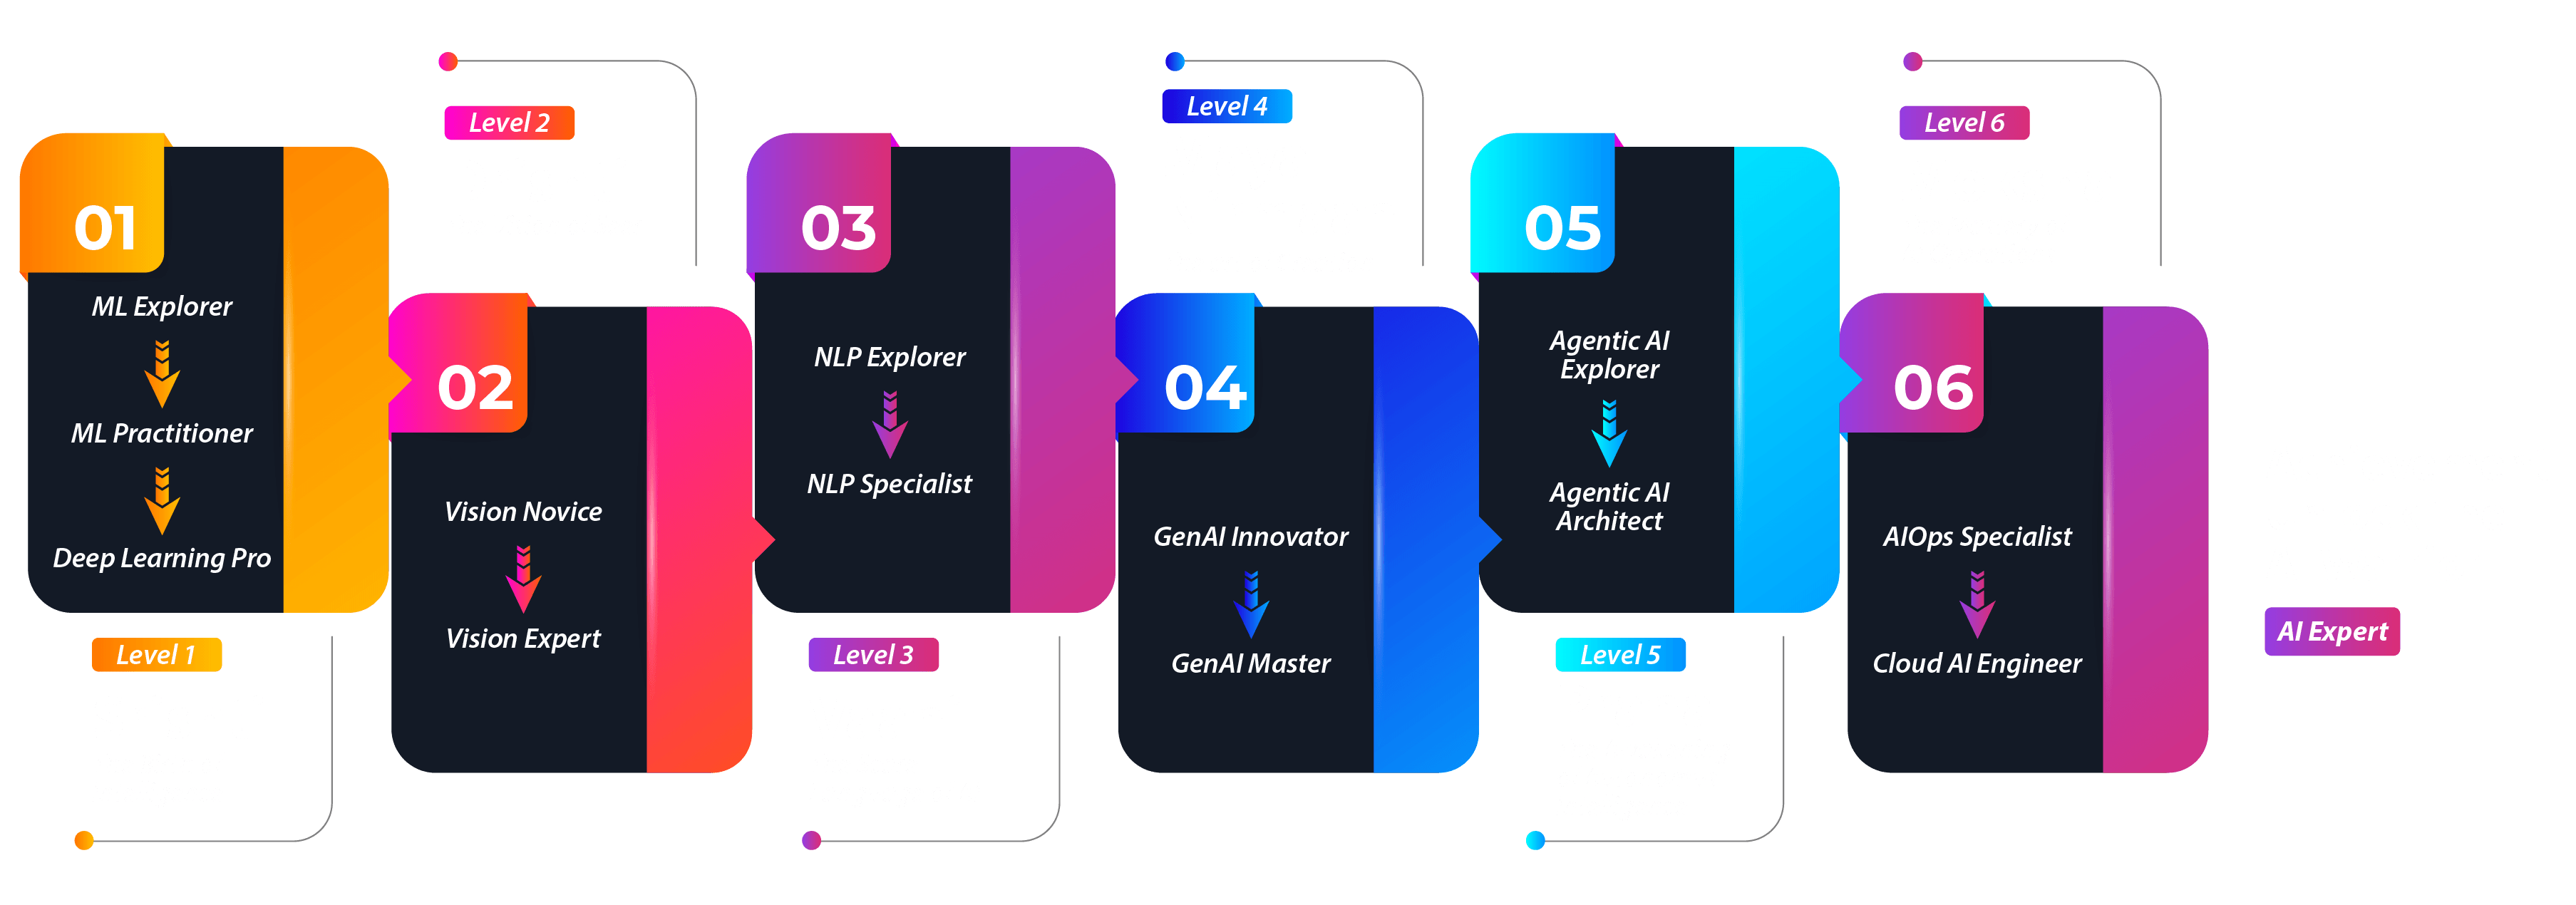 01
ML Explorer
ML Practitioner
Deep Learning Pro
Level 1
Level 2
02
Vision Novice
Vision Expert
03
NLP Explorer
NLP Specialist
Level 3
Level 4
04
GenAI Innovator
GenAI Master
05
Agentic AI
Explorer
Agentic AI
Architect
Level 5
Level 6
06
AIOps Specialist
Cloud AI Engineer
AI Expert